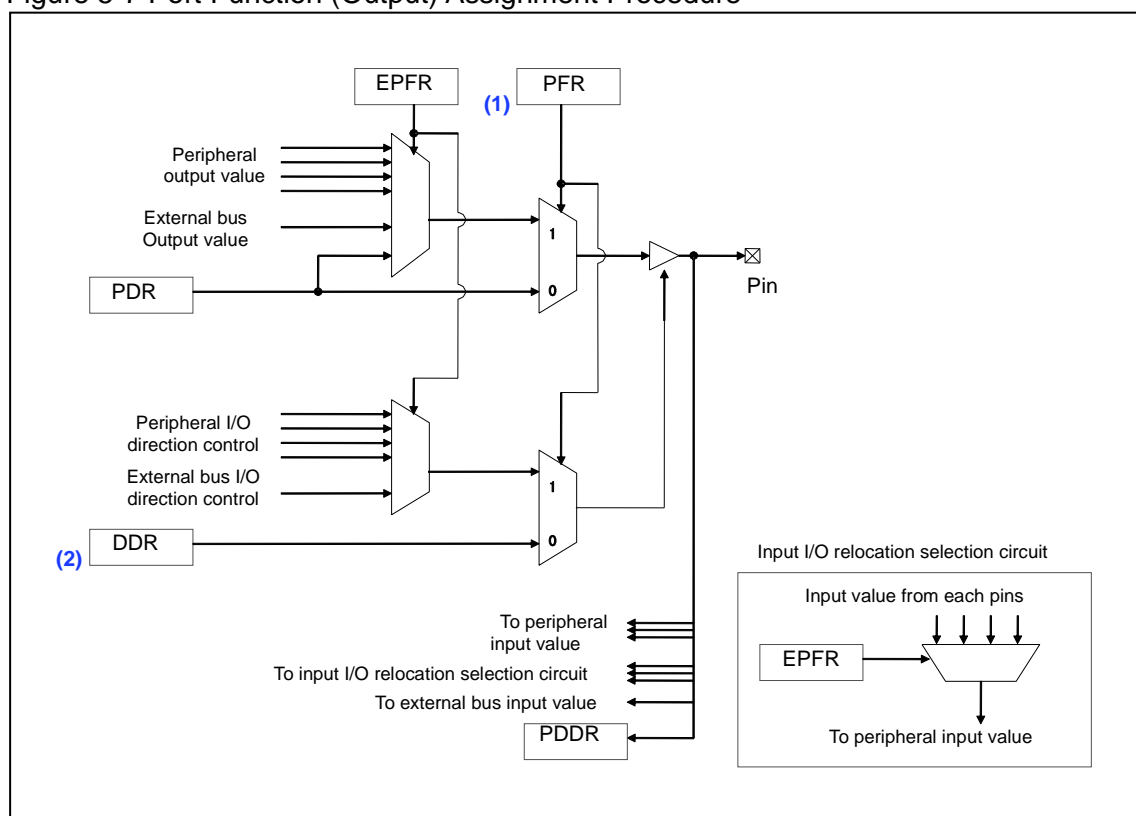 Figure 5-7 Port Function (Output) Assignment Procedure
EPFR
(1)
PFR
Peripheral
output value
External bus
Output value
1
PDR
0
Pin
Peripheral I/O
direction control
External bus I/O
direction control
1
(2)
DDR
0
Input I/O relocation selection circuit
Input value from each pins
EPFR
To peripheral input value
To peripheral
input value
To input I/O relocation selection circuit
To external bus input value
PDDR